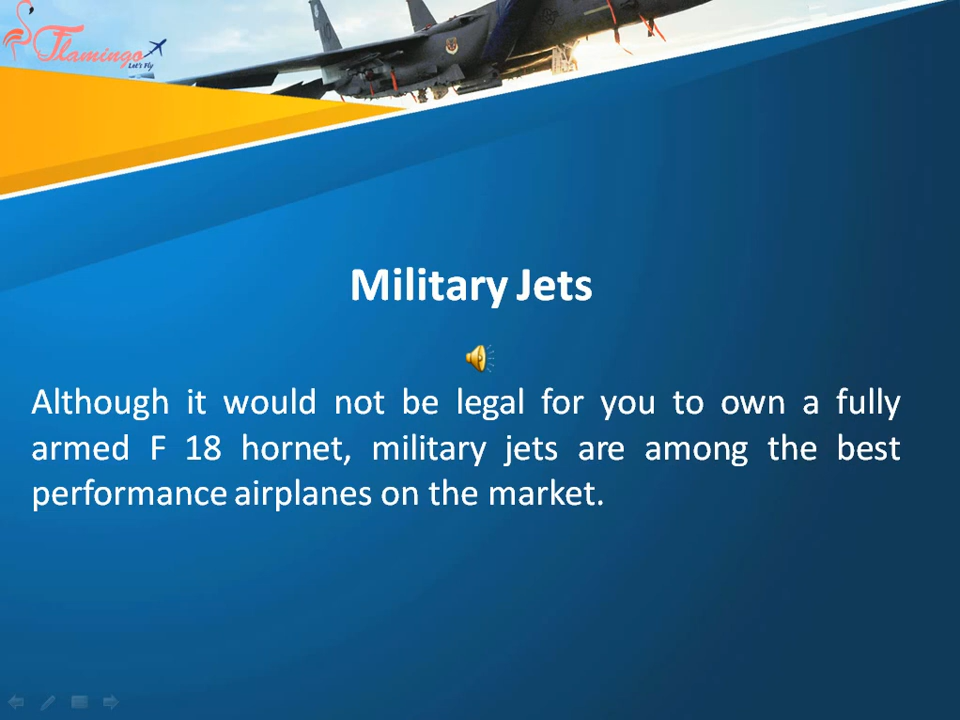 Flamingo
Let's Fly
Military Jets
Although it would not be legal for you to own a fully
armed F 18 hornet, military jets are among the best
performance airplanes on the market.